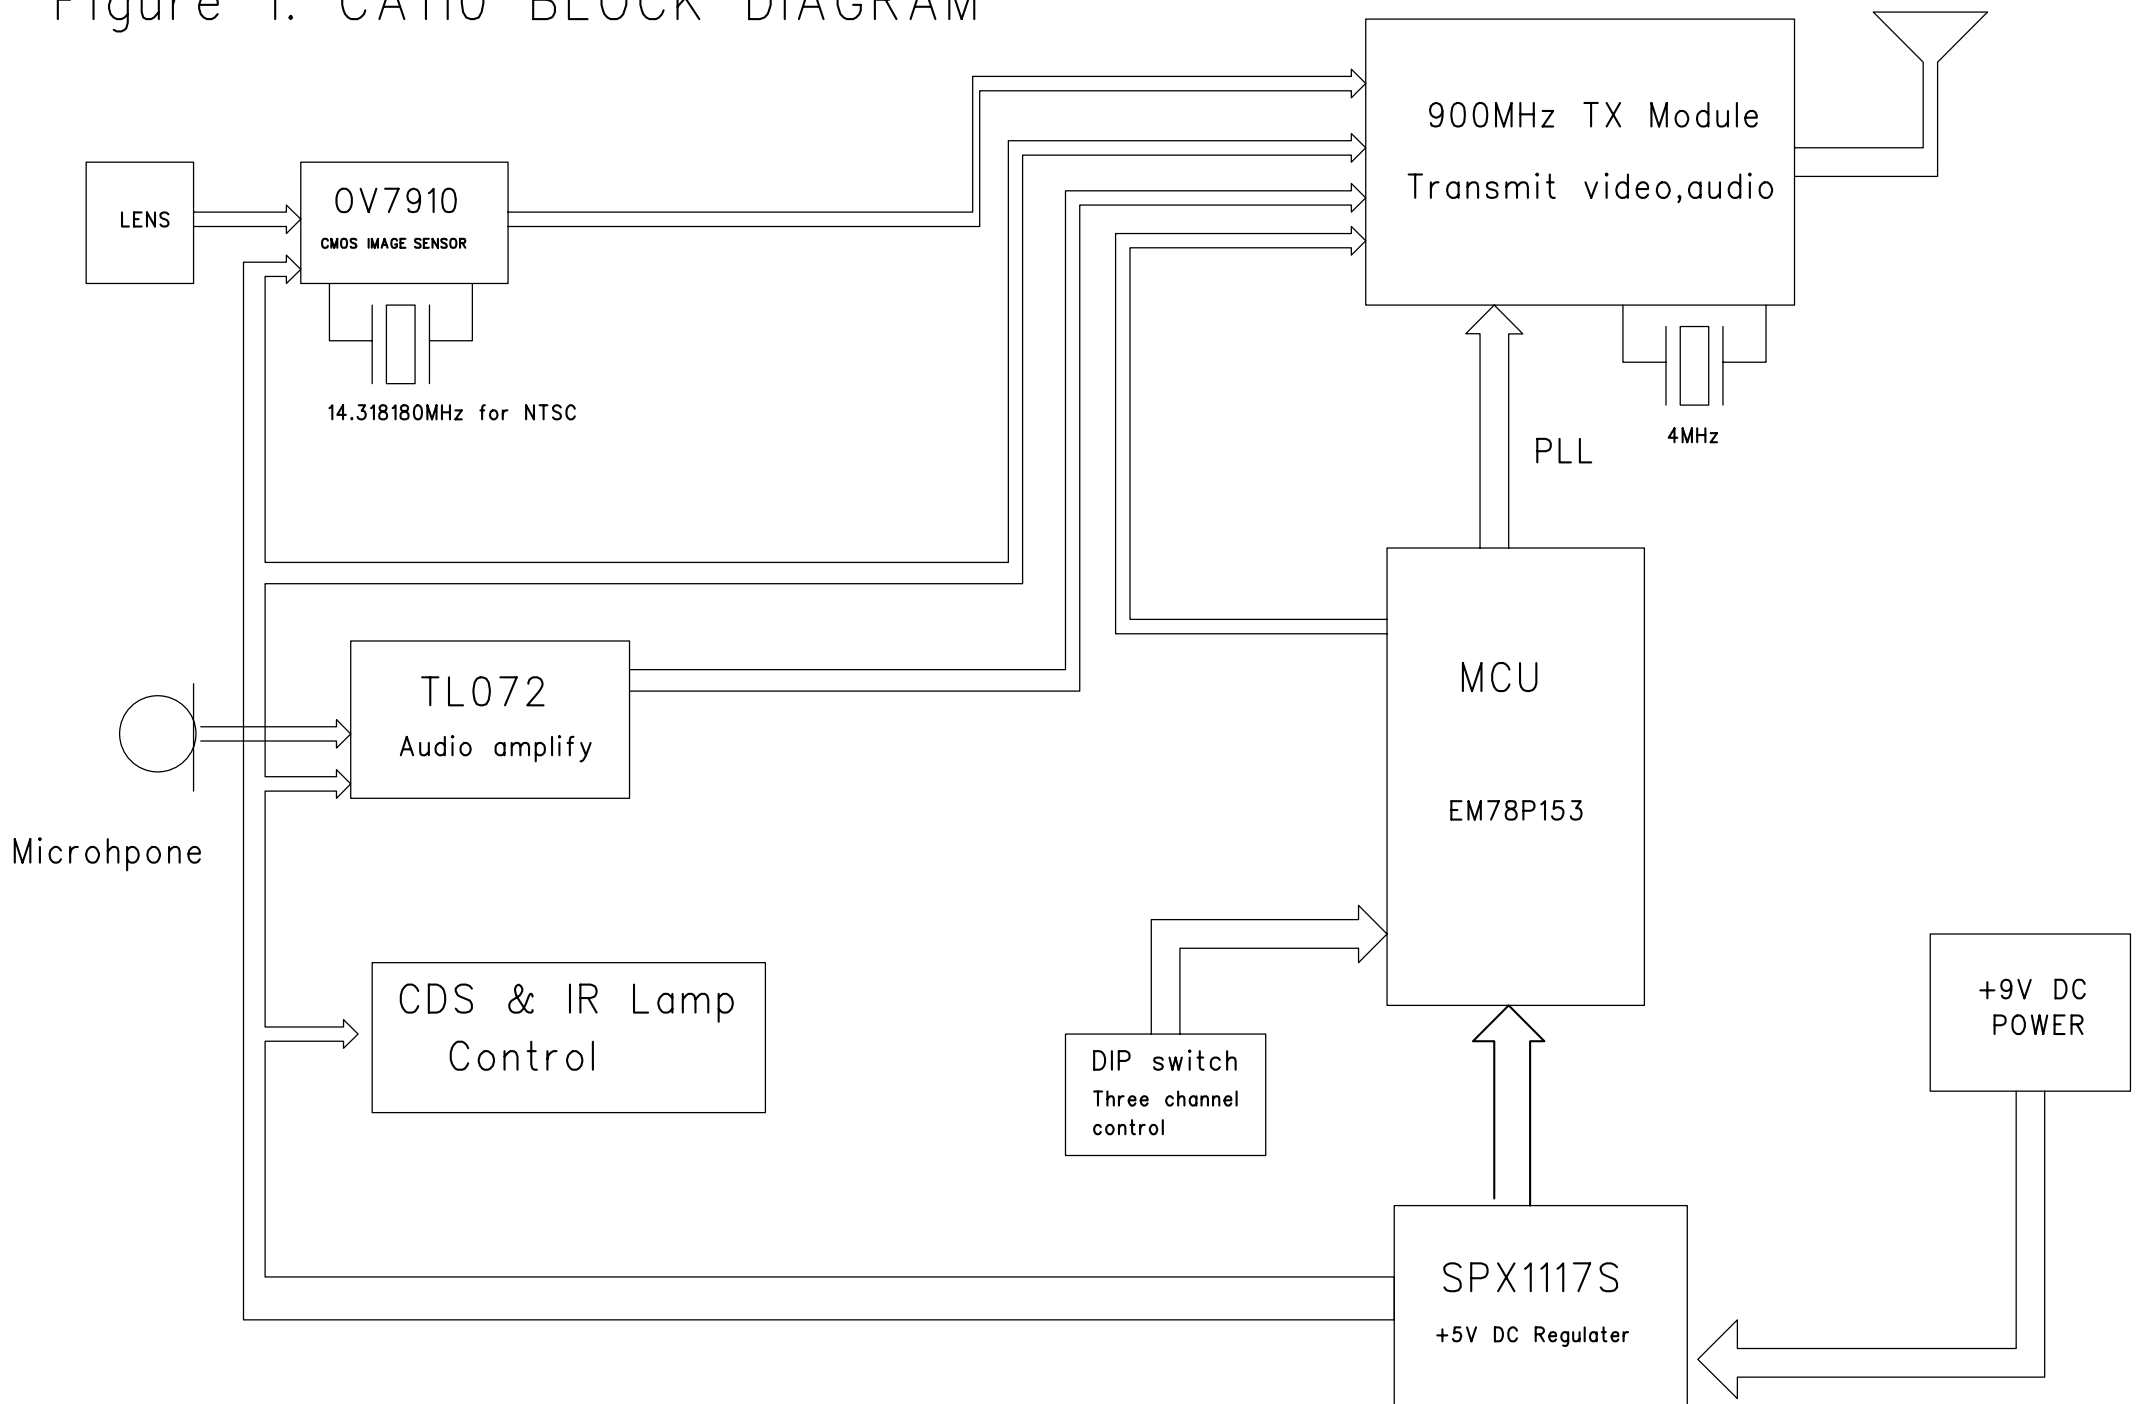 Figure 1. CA110 BLOCK DIAGRAM
900MHz TX Module
Transmit video,audio
LENS
OV7910
CMOS IMAGE SENSOR
14.318180MHz for NTSC
4MHz
PLL
TL072
Audio amplify
Microhpone
MCU
EM78P153
CDS & IR Lamp
Control
DIP switch
Three channel
control
+9V DC
POWER
SPX1117S
+5V DC Regulater